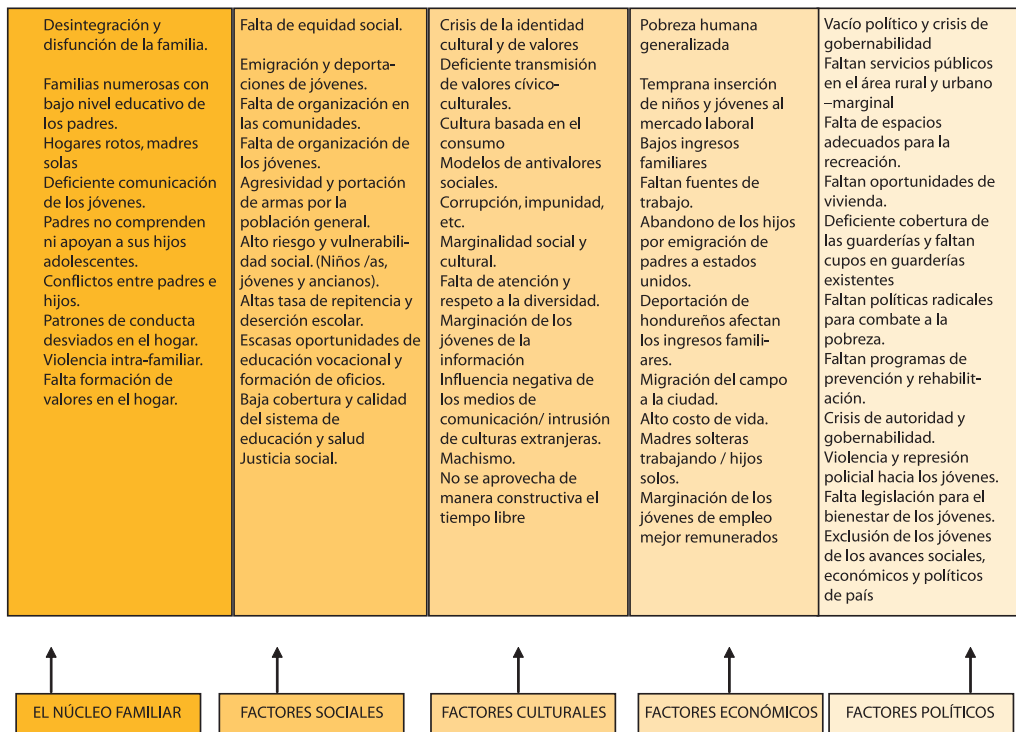 Desintegración y
disfunción de la familia.
Familias numerosas con
bajo nivel educativo de
los padres.
Hogares rotos, madres
solas
Deficiente comunicación
de los jóvenes.
Padres no comprenden
ni apoyan a sus hijos
adolescentes.
Conflictos entre padres e
hijos.
Patrones de conducta
desviados en el hogar.
Violencia intra-familiar.
Falta formación de
valores en el hogar.
Falta de equidad social.
Emigración y deporta-
ciones de jóvenes.
Falta de organización en
las comunidades.
Falta de organización de
los jóvenes.
Agresividad y portación
de armas por la
población general.
Alto riesgo y vulnerabili-
dad social. (Niños /as,
jóvenes y ancianos).
Altas tasa de repitencia y
deserción escolar.
Escasas oportunidades de
educación vocacional y
formación de oficios.
Baja cobertura y calidad
del sistema de
educación y salud
Justicia social.
Crisis de la identidad
cultural y de valores
Deficiente transmisión
de valores cívico-
culturales.
Cultura basada en el
consumo
Modelos de antivalores
sociales.
Corrupción, impunidad,
etc.
Marginalidad social y
cultural.
Falta de atención y
respeto a la diversidad.
Marginación de los
jóvenes de la
información
Influencia negativa de
los medios de
comunicación/ intrusión
de culturas extranjeras.
Machismo.
No se aprovecha de
manera constructiva el
tiempo libre
Pobreza humana
generalizada
Temprana inserción
de niños y jóvenes al
mercado laboral
Bajos ingresos
familiares
Faltan fuentes de
trabajo.
Abandono de los hijos
por emigración de
padres a estados
unidos.
Deportación de
hondureños afectan
los ingresos famili-
ares.
Migración del campo
a la ciudad.
Alto costo de vida.
Madres solteras
trabajando / hijos
solos.
Marginación de los
jóvenes de empleo
mejor remunerados
Vacío político y crisis de
gobernabilidad
Faltan servicios públicos
en el área rural y urbano
–marginal
Falta de espacios
adecuados para la
recreación.
Faltan oportunidades de
vivienda.
Deficiente cobertura de
las guarderías y faltan
cupos en guarderías
existentes
Faltan políticas radicales
para combate a la
pobreza.
Faltan programas de
prevención y rehabilit-
ación.
Crisis de autoridad y
gobernabilidad.
Violencia y represión
policial hacia los jóvenes.
Falta legislación para el
bienestar de los jóvenes.
Exclusión de los jóvenes
de los avances sociales,
económicos y políticos
de país
EL NÚCLEO FAMILIAR
FACTORES SOCIALES
FACTORES CULTURALES
FACTORES ECONÓMICOS
FACTORES POLÍTICOS